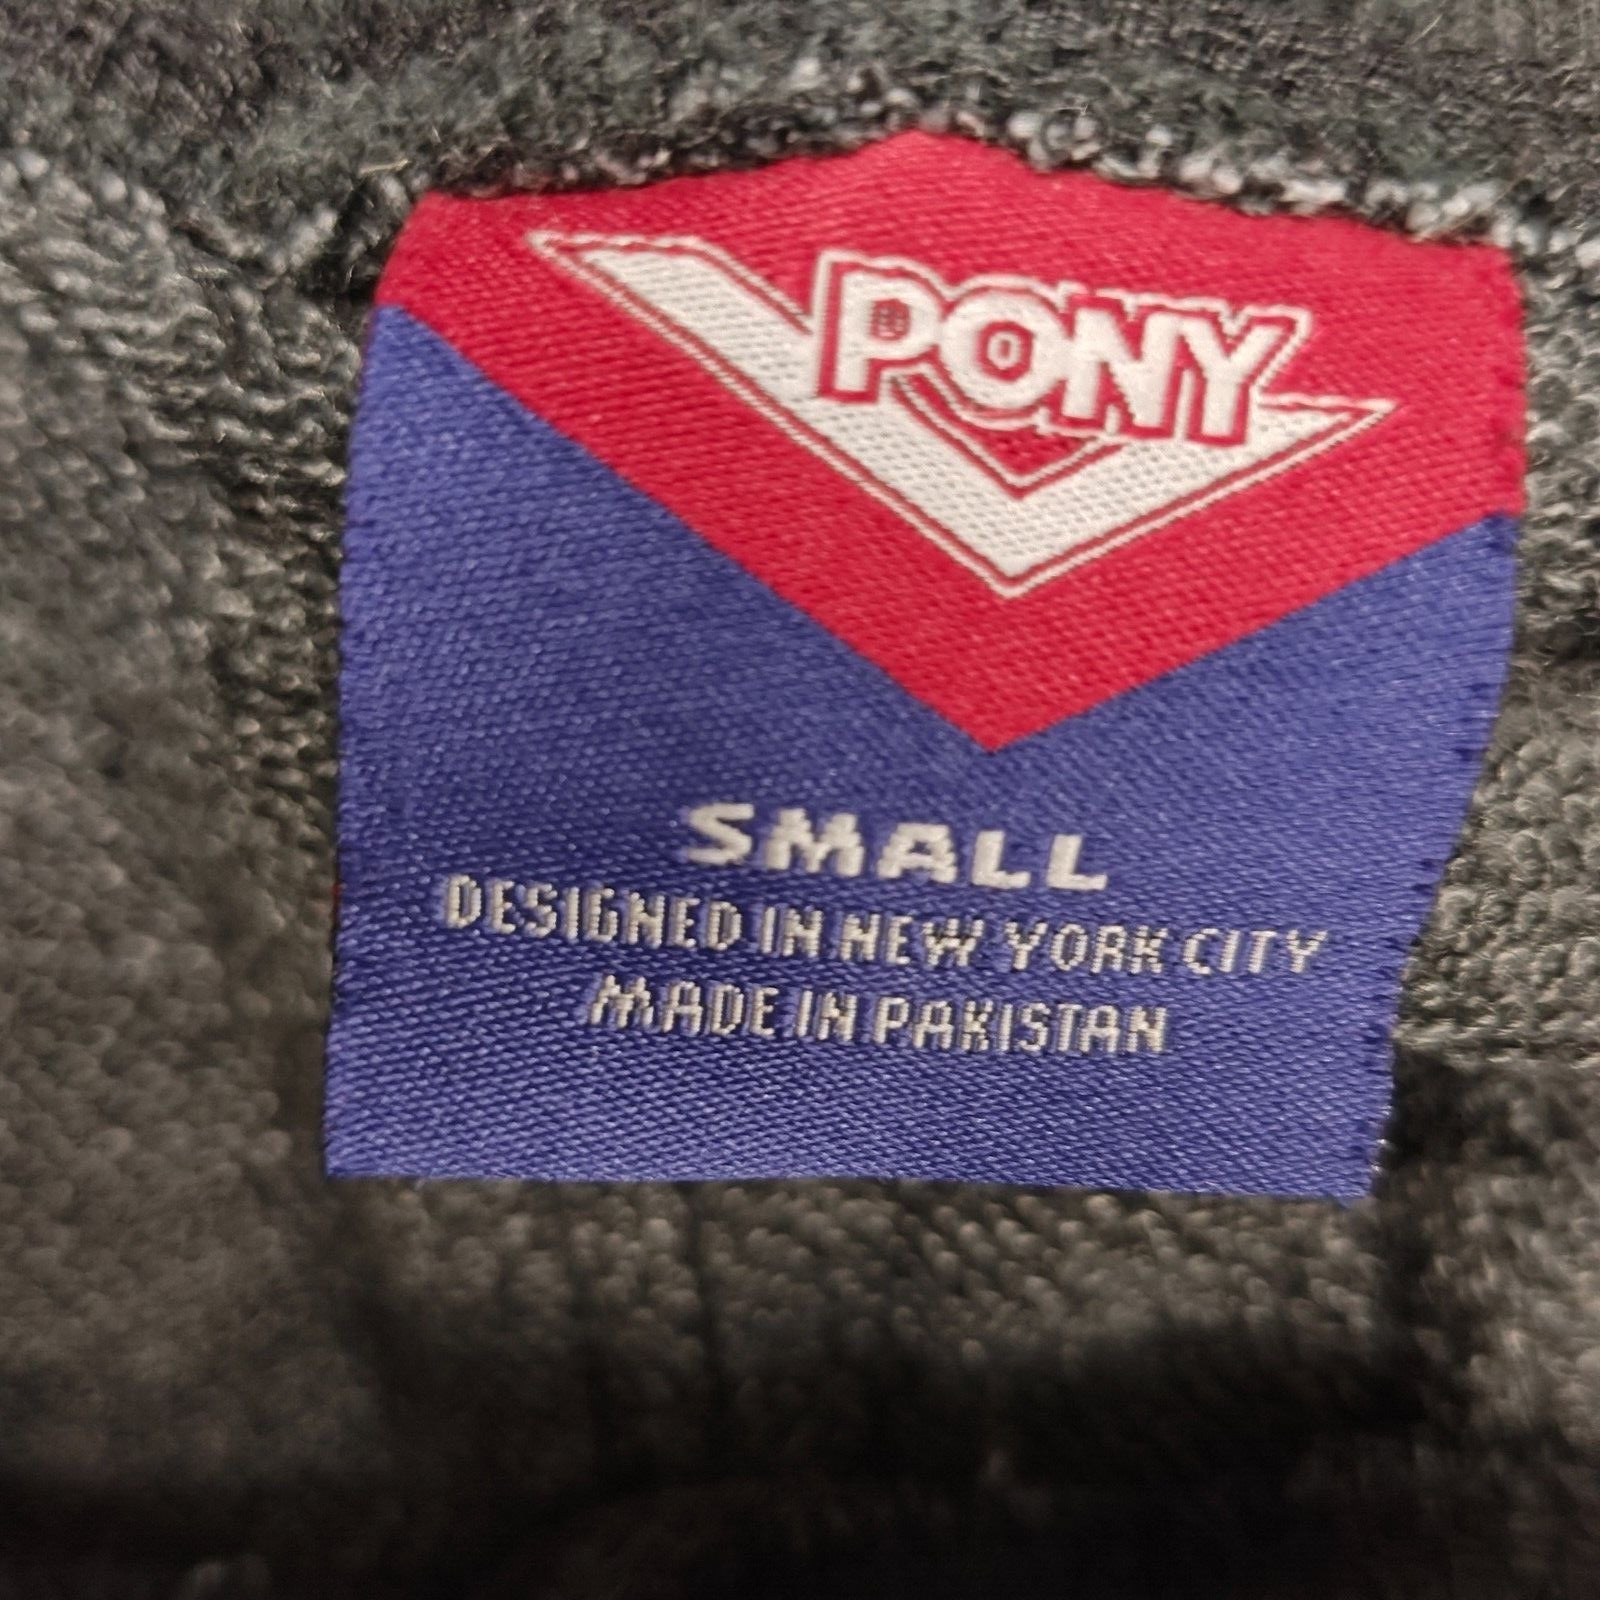 PONY
SMALL
DESIGNED IN NEW YORK CITY
MADE IN PAKISTAN